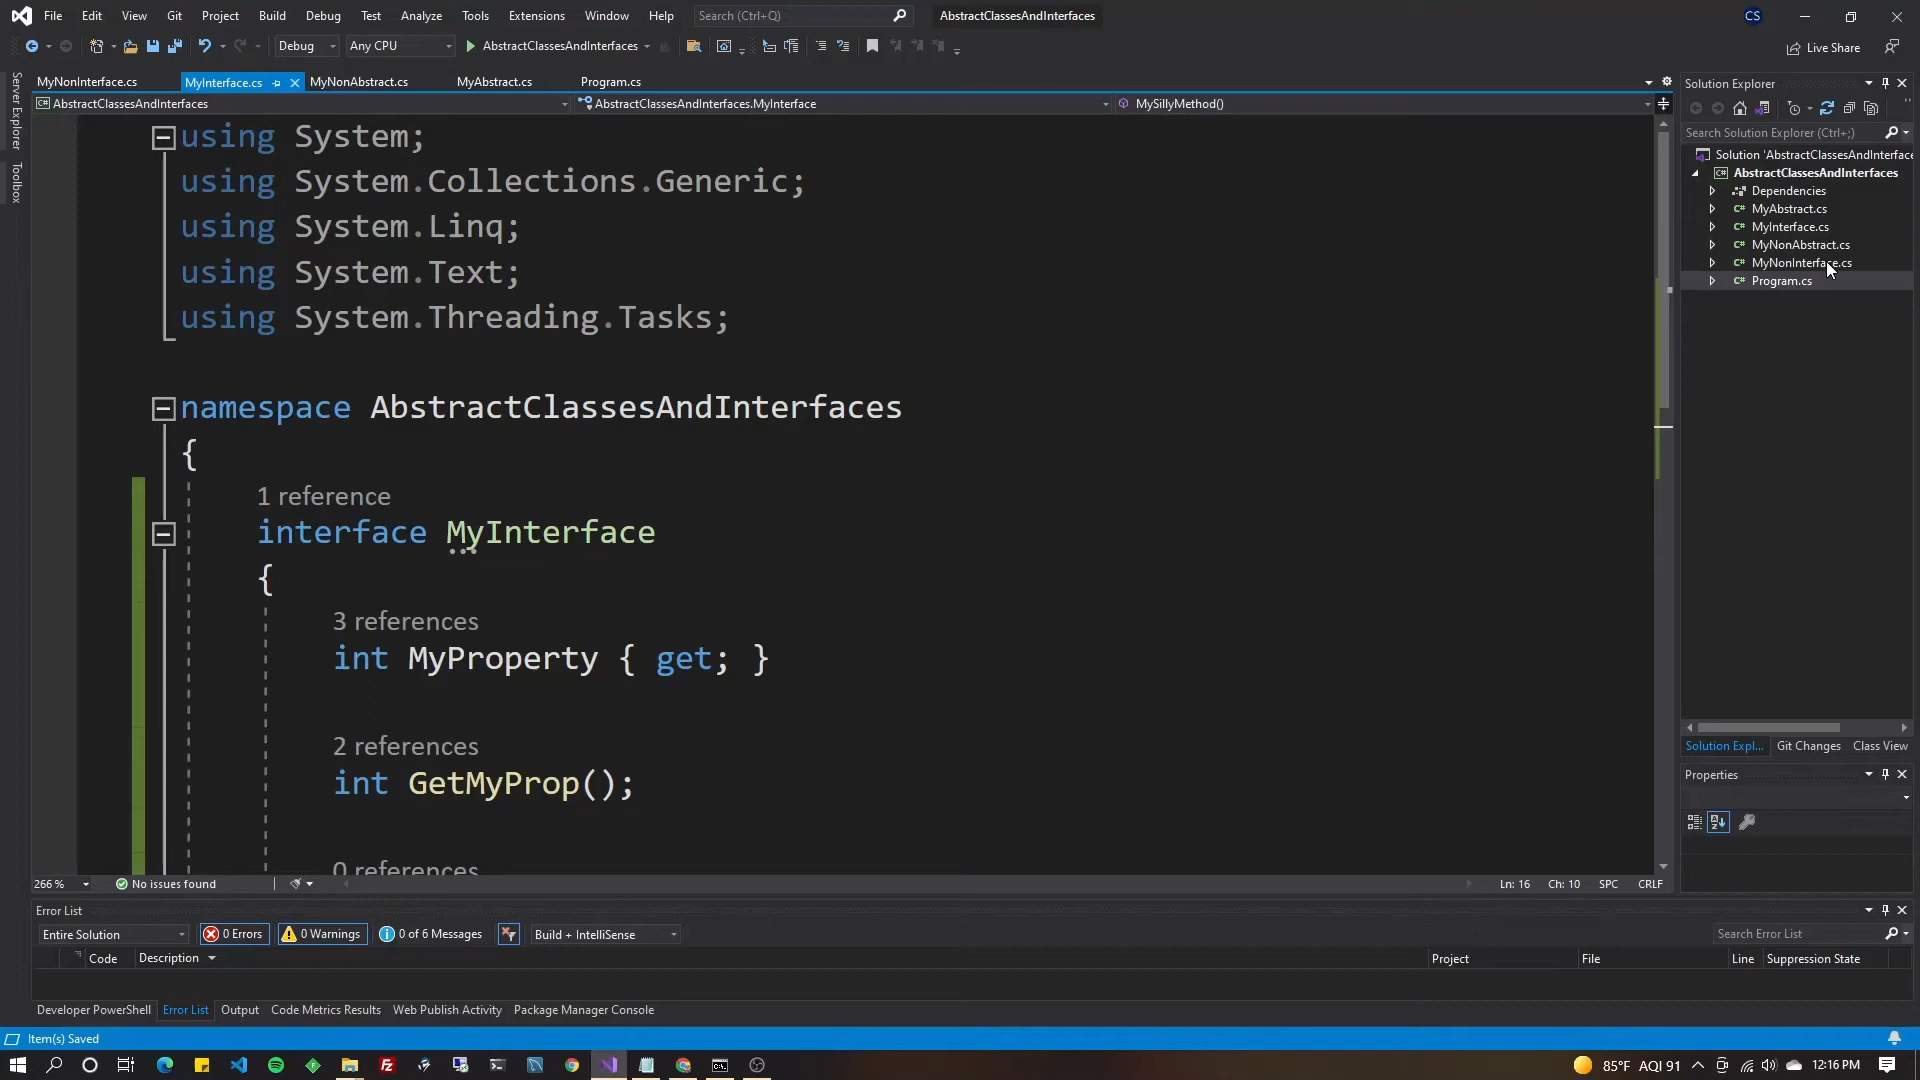 File Edit View Git Project Build Debug Test Analyze Tools Extensions Window Help Search (Ctrl+Q) AbstractClassesAndInterfaces CS
Debug Any CPU AbstractClassesAndInterfaces Live Share
MyNonInterface.cs MyInterface.cs MyNonAbstract.cs MyAbstract.cs Program.cs
AbstractClassesAndInterfaces AbstractClassesAndInterfaces.MyInterface MySillyMethod()
Server Explorer
Toolbox
using System;
using System.Collections.Generic;
using System.Linq;
using System.Text;
using System.Threading.Tasks;
namespace AbstractClassesAndInterfaces
{
1 reference
interface MyInterface
{
3 references
int MyProperty { get; }
2 references
int GetMyProp();
0 references
266 % No issues found Ln: 16 Ch: 10 SPC CRLF
Solution Explorer
Search Solution Explorer (Ctrl+;)
Solution 'AbstractClassesAndInterface
C# AbstractClassesAndInterfaces
Dependencies
C# MyAbstract.cs
C# MyInterface.cs
C# MyNonAbstract.cs
C# MyNonInterface.cs
C# Program.cs
Solution Expl... Git Changes Class View
Properties
Error List
Entire Solution 0 Errors 0 Warnings 0 of 6 Messages Build + IntelliSense Search Error List
Code Description Project File Line Suppression State
Developer PowerShell Error List Output Code Metrics Results Web Publish Activity Package Manager Console
Item(s) Saved
85°F AQI 91 12:16 PM